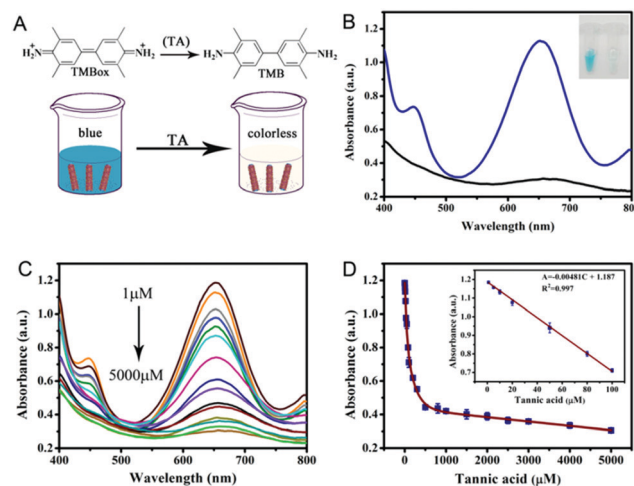 A
(TA)
H₂N⁺
⁺NH₂
H₂N
NH₂
TMBox
TMB
blue
TA
colorless
B
Absorbance (a.u.)
1.2
1.0
0.8
0.6
0.4
0.2
400 500 600 700 800
Wavelength (nm)
C
Absorbance (a.u.)
1.2
1.0
0.8
0.6
0.4
0.2
1μM
5000μM
400 500 600 700 800
Wavelength (nm)
D
Absorbance (a.u.)
1.2
1.0
0.8
0.6
0.4
0.2
A=-0.00481C + 1.187
R²=0.997
Absorbance (a.u.)
1.2
1.1
1.0
0.9
0.8
0.7
0 20 40 60 80 100
Tannic acid (μM)
0 1000 2000 3000 4000 5000
Tannic acid (μM)